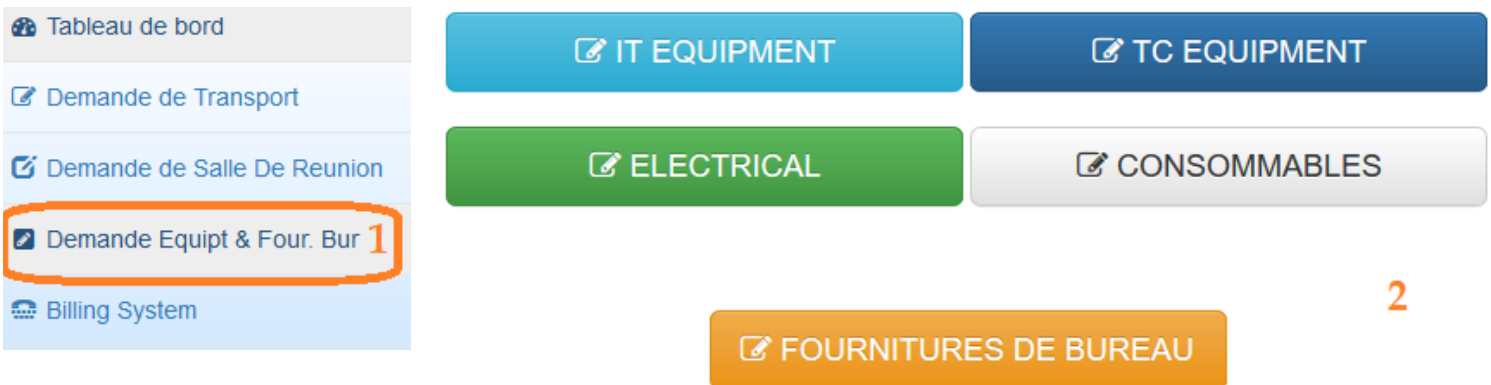 Tableau de bord
Demande de Transport
Demande de Salle De Reunion
Demande Equipt & Four. Bur 1
Billing System
IT EQUIPMENT
TC EQUIPMENT
ELECTRICAL
CONSOMMABLES
2
FOURNITURES DE BUREAU